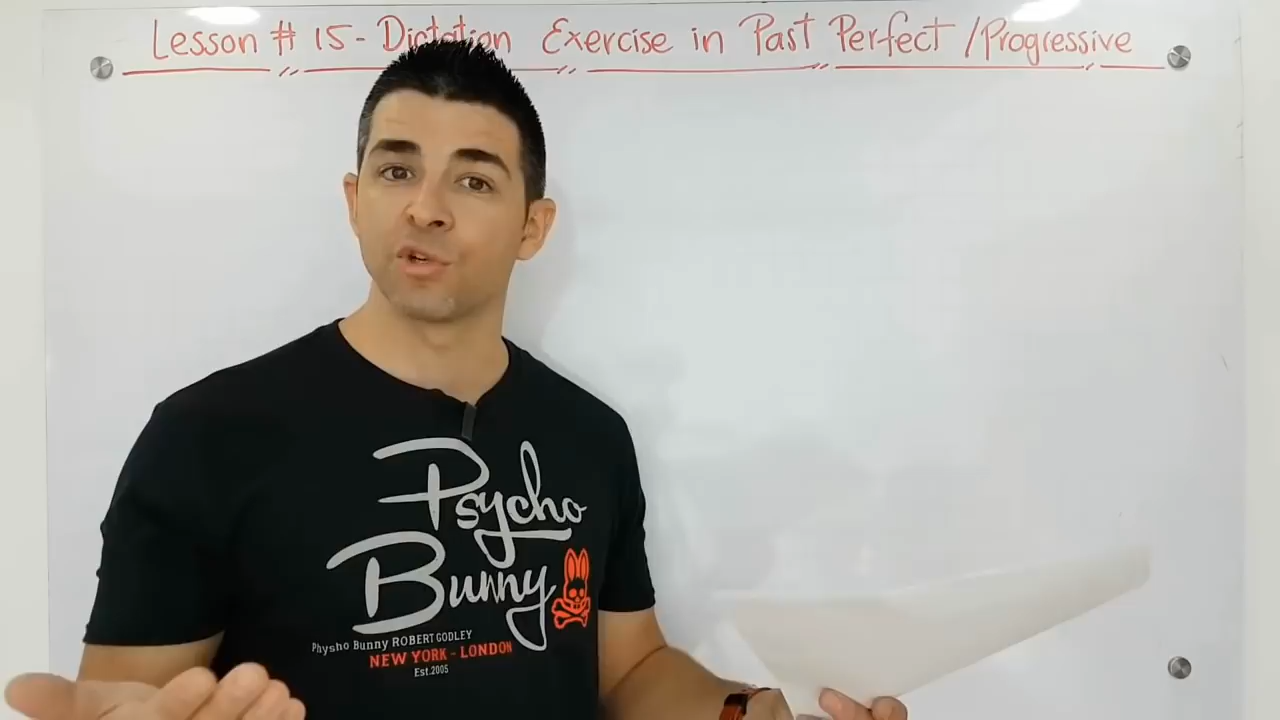 Lesson # 15 - Dictation Exercise in Past Perfect / Progressive
Psycho
Bunny
Physho Bunny ROBERT GODLEY
NEW YORK - LONDON
Est.2005